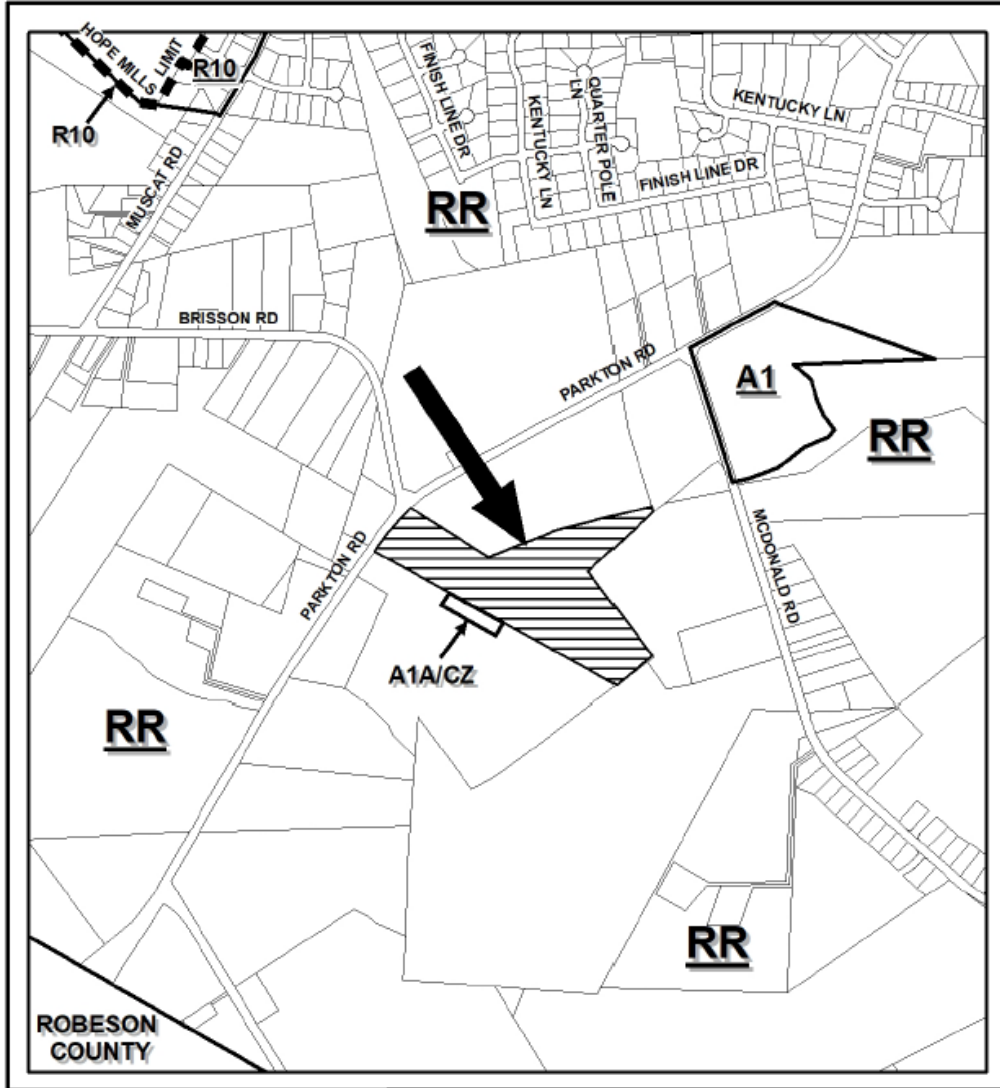 HOPE MILLS
LIMIT
R10
R10
MUSCAT RD
FINISH LINE DR
KENTUCKY LN
QUARTER POLE
LN
KENTUCKY LN
FINISH LINE DR
RR
BRISSON RD
PARKTON RD
A1
RR
MCDONALD RD
PARKTON RD
A1A/CZ
RR
RR
ROBESON
COUNTY